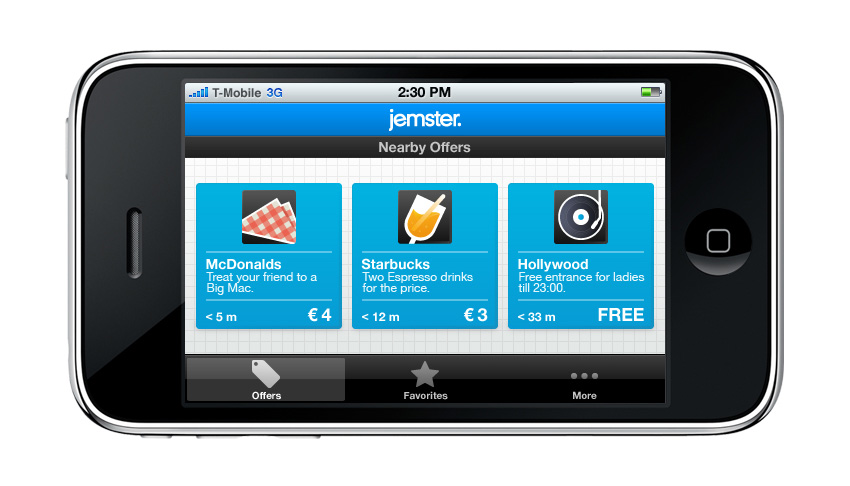 T-Mobile 3G 2:30 PM
jemster.
Nearby Offers
McDonalds
Treat your friend to a
Big Mac.
< 5 m € 4
Starbucks
Two Espresso drinks
for the price.
< 12 m € 3
Hollywood
Free entrance for ladies
till 23:00.
< 33 m FREE
Offers
Favorites
More